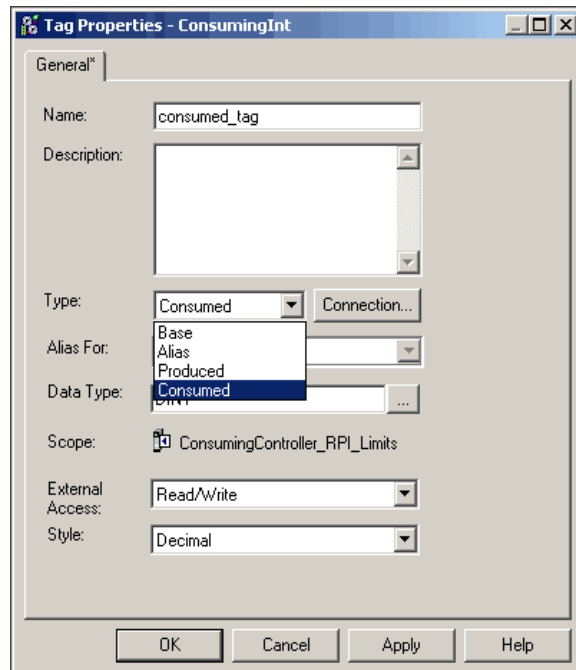 Tag Properties - ConsumingInt
General*
Name: consumed_tag
Description:
Type: Consumed Connection...
Base
Alias For: Alias
Produced
Data Type: Consumed ...
Scope: ConsumingController_RPI_Limits
External Access: Read/Write
Style: Decimal
OK Cancel Apply Help